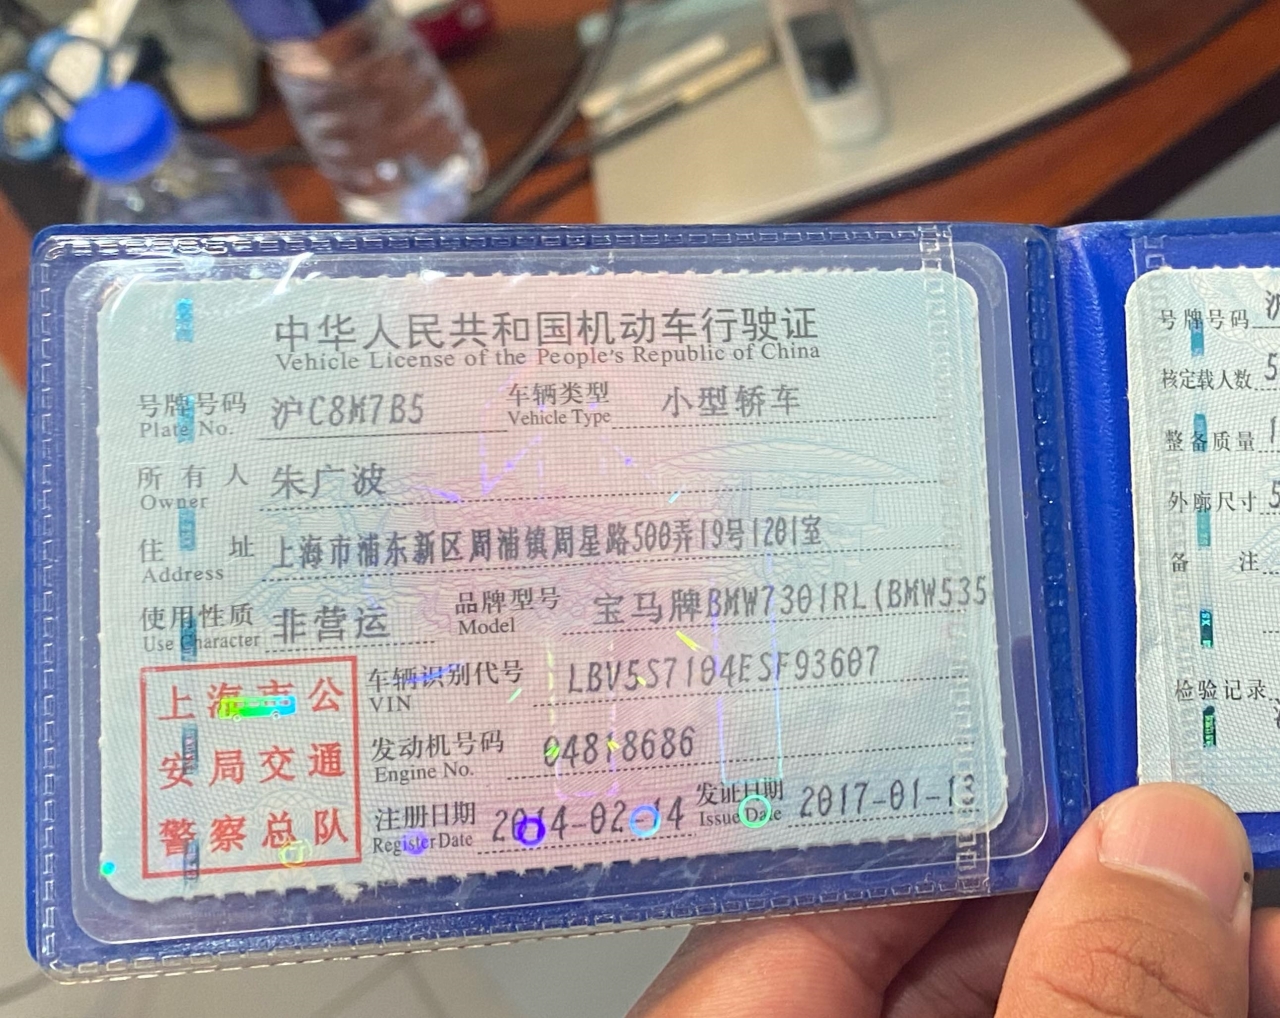 中华人民共和国机动车行驶证
Vehicle License of the People's Republic of China
号牌号码 沪C8M7B5 车辆类型 小型轿车
Plate No. Vehicle Type
所有人 朱广波
Owner
住址 上海市浦东新区周浦镇周星路500弄19号1201室
Address
使用性质 非营运 品牌型号 宝马牌BMW7301RL(BMW535
Use Character Model
上海市公
安局交通
警察总队
车辆识别代号 LBV5S7104ESF93607
VIN
发动机号码 04818686
Engine No.
注册日期 2014-02-14 发证日期 2017-01-13
Register Date Issue Date
号牌号码
核定载人数 5
整备质量
外廓尺寸 5
备注
检验记录